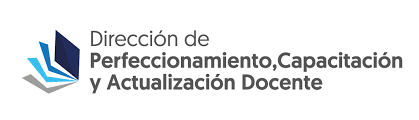 Dirección de
Perfeccionamiento,Capacitación
y Actualización Docente